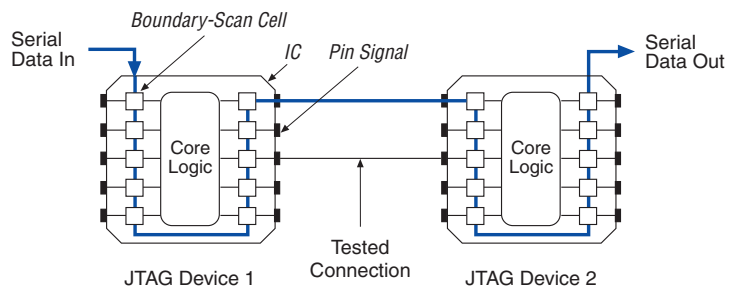 Boundary-Scan Cell
Serial
Data In
IC
Pin Signal
Serial
Data Out
Core
Logic
Core
Logic
Tested
Connection
JTAG Device 1
JTAG Device 2